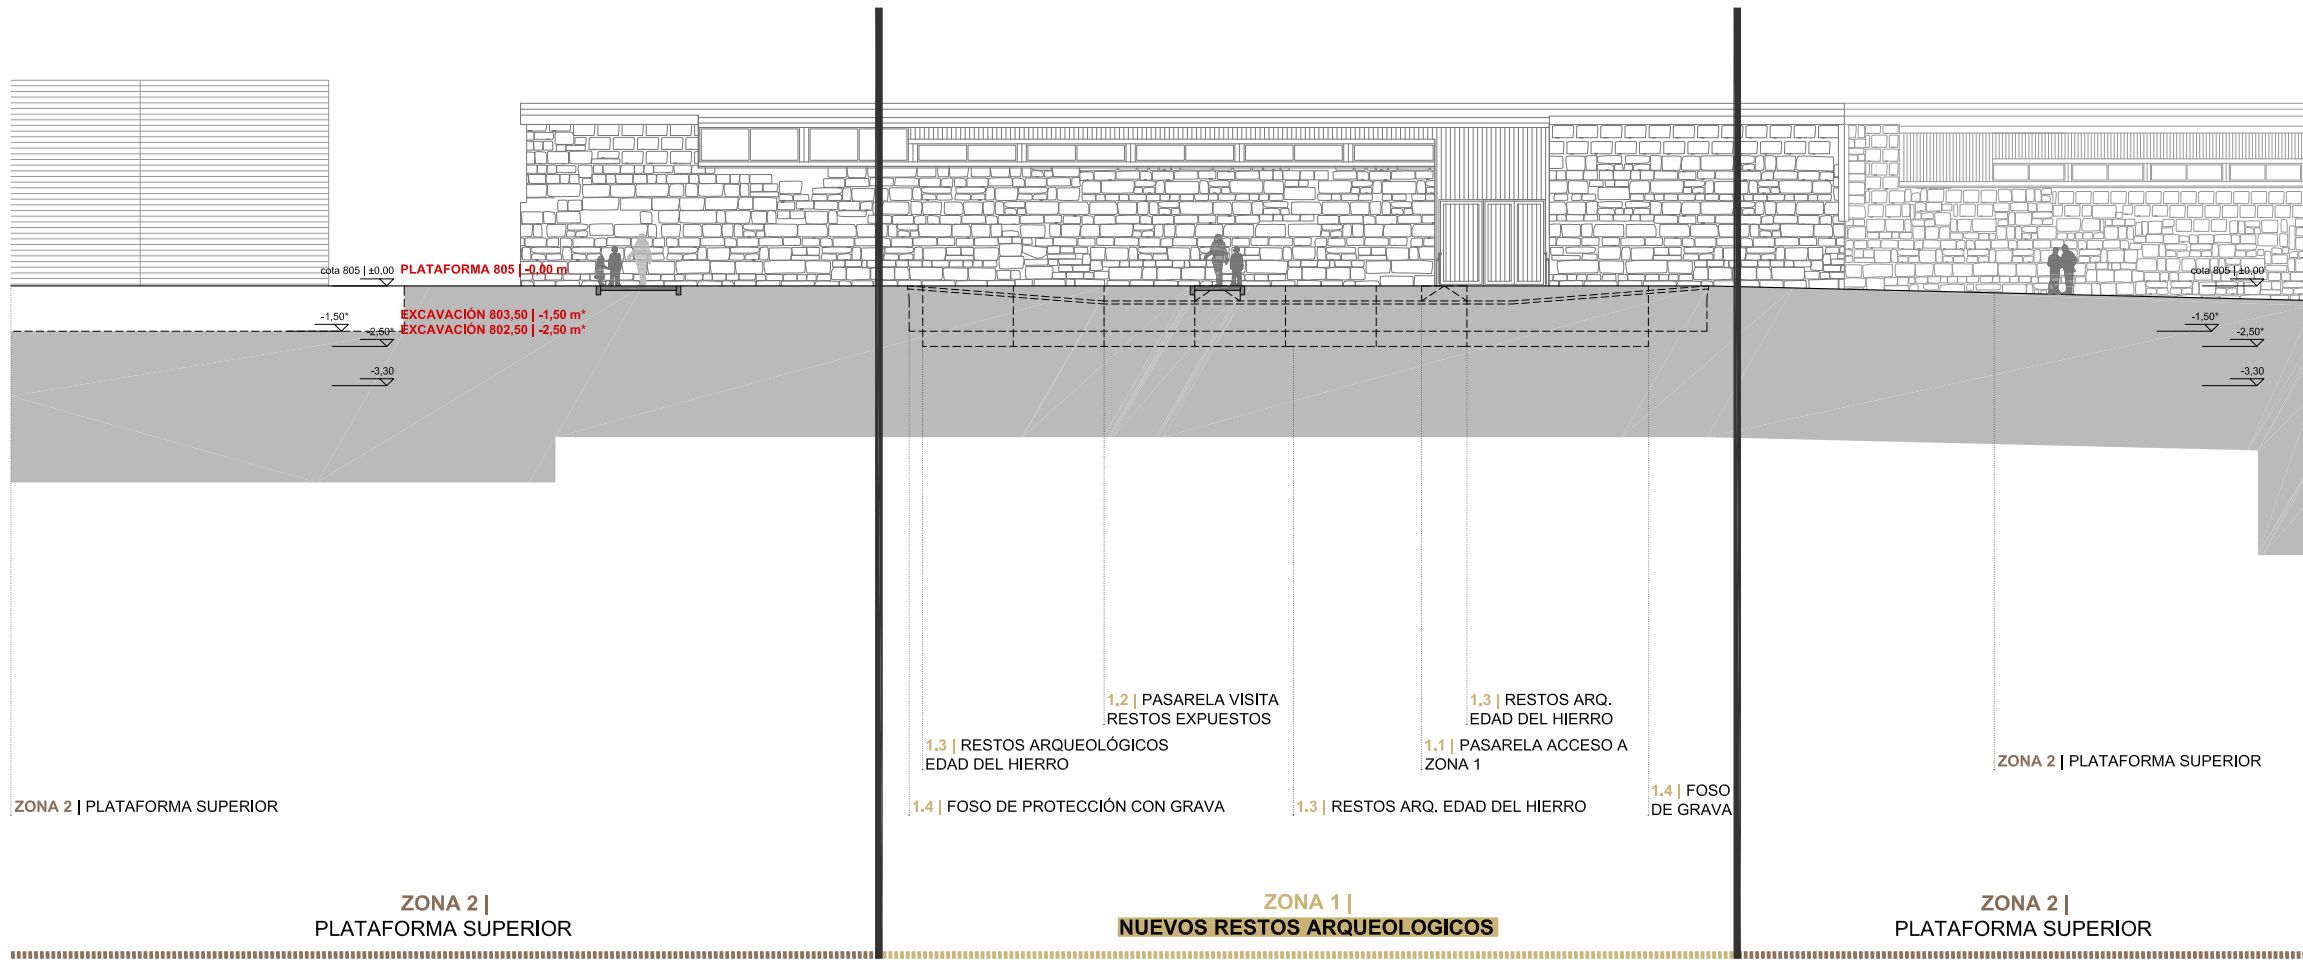 cota 805 | ±0,00
PLATAFORMA 805 | -0,00 m
EXCAVACIÓN 803,50 | -1,50 m*
EXCAVACIÓN 802,50 | -2,50 m*
-1,50*
-2,50*
-3,30
cota 805 | ±0,00
-1,50*
-2,50*
-3,30
1.2 | PASARELA VISITA
RESTOS EXPUESTOS
1.3 | RESTOS ARQ.
EDAD DEL HIERRO
1.3 | RESTOS ARQUEOLÓGICOS
EDAD DEL HIERRO
1.1 | PASARELA ACCESO A
ZONA 1
ZONA 2 | PLATAFORMA SUPERIOR
1.4 | FOSO
DE GRAVA
ZONA 2 | PLATAFORMA SUPERIOR
1.4 | FOSO DE PROTECCIÓN CON GRAVA
1.3 | RESTOS ARQ. EDAD DEL HIERRO
ZONA 2 |
PLATAFORMA SUPERIOR
ZONA 1 |
NUEVOS RESTOS ARQUEOLOGICOS
ZONA 2 |
PLATAFORMA SUPERIOR